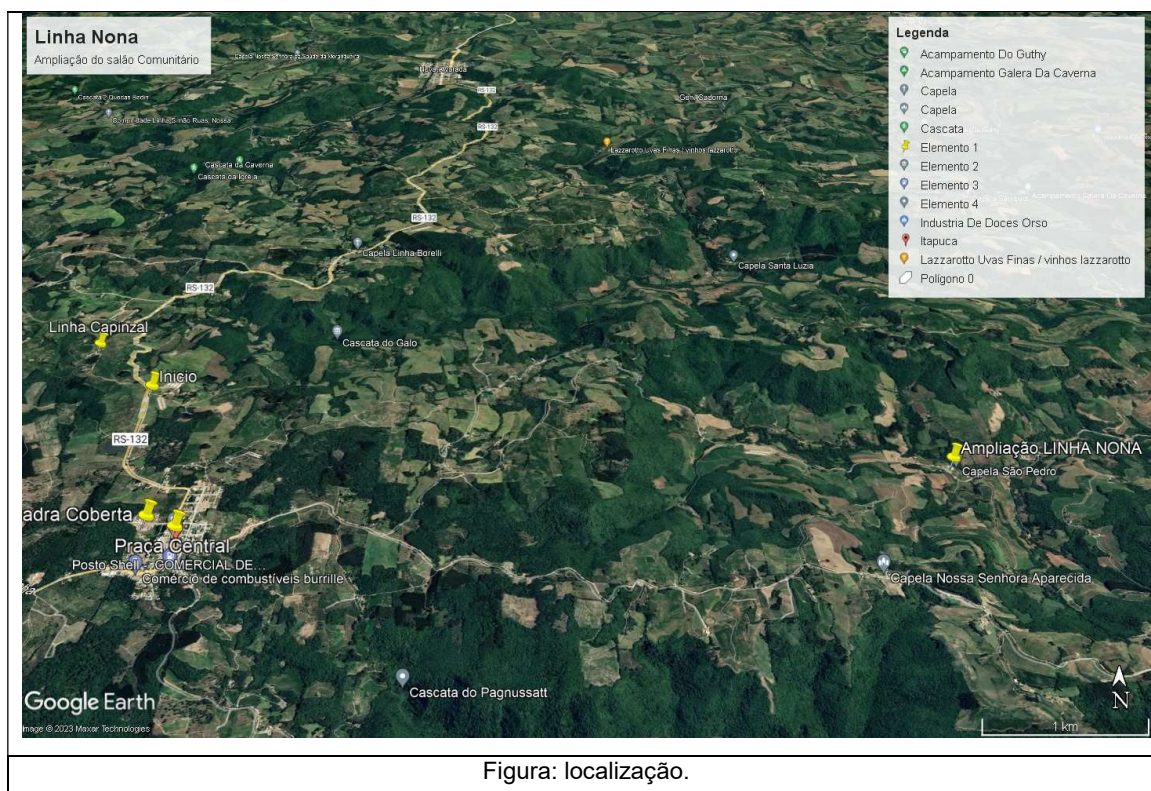 Linha Nona
Ampliação do salão Comunitário
Legenda
Acampamento Do Guthy
Acampamento Galera Da Caverna
Capela
Capela
Cascata
Elemento 1
Elemento 2
Elemento 3
Elemento 4
Industria De Doces Orso
Itapuca
Lazzarotto Uvas Finas / vinhos lazzarotto
Polígono 0
RS-132
RS-132
Lazzarotto Uvas Finas / vinhos lazzarotto
Cascata da Caverna
Cascata da Igreja
RS-132
Capela Linha Borelli
Capela Santa Luzia
RS-132
Linha Capinzal
Cascata do Galo
Inicio
RS-132
Ampliação LINHA NONA
Capela São Pedro
adra Coberta
Praça Central
Posto Shell - COMERCIAL DE...
Comércio de combustíveis burrille
Capela Nossa Senhora Aparecida
Cascata do Pagnussatt
Google Earth
Image © 2023 Maxar Technologies
N
1 km
Figura: localização.